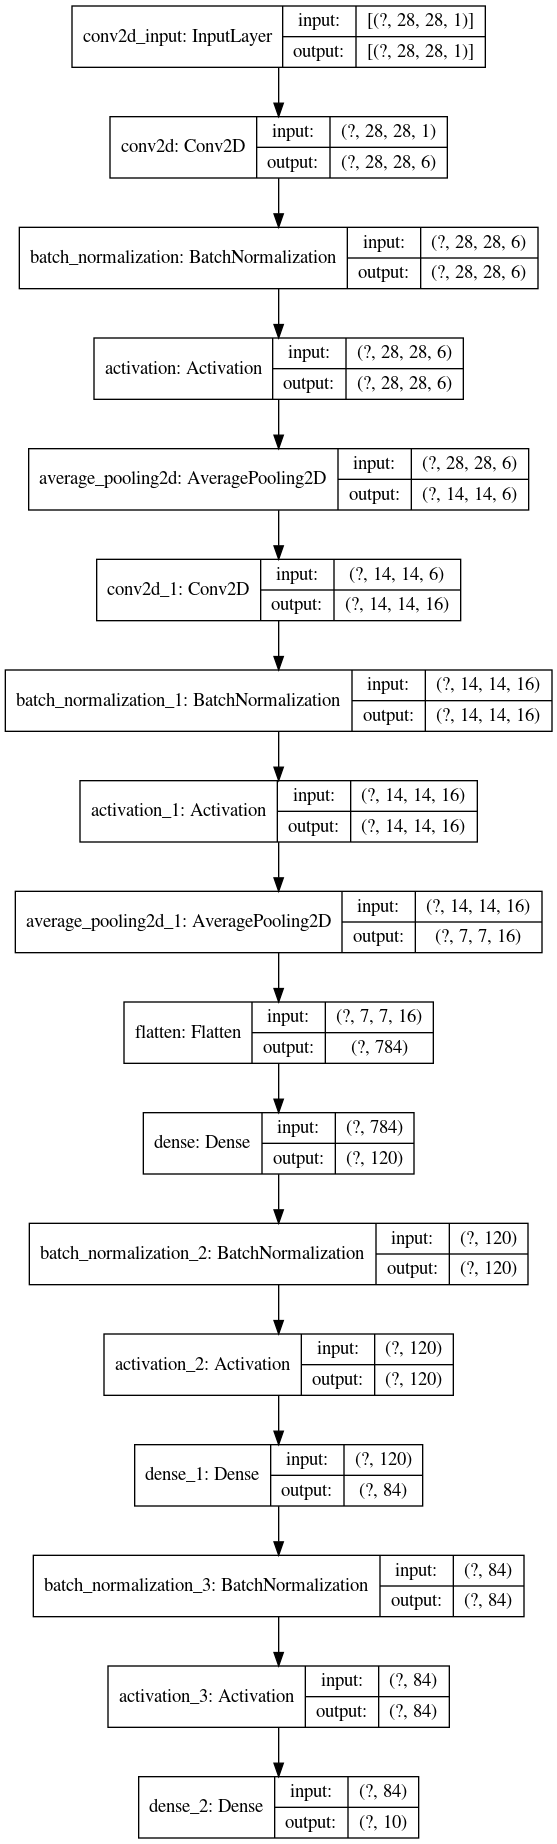 conv2d_input: InputLayer
input: [(?, 28, 28, 1)]
output: [(?, 28, 28, 1)]
conv2d: Conv2D
input: (?, 28, 28, 1)
output: (?, 28, 28, 6)
batch_normalization: BatchNormalization
input: (?, 28, 28, 6)
output: (?, 28, 28, 6)
activation: Activation
input: (?, 28, 28, 6)
output: (?, 28, 28, 6)
average_pooling2d: AveragePooling2D
input: (?, 28, 28, 6)
output: (?, 14, 14, 6)
conv2d_1: Conv2D
input: (?, 14, 14, 6)
output: (?, 14, 14, 16)
batch_normalization_1: BatchNormalization
input: (?, 14, 14, 16)
output: (?, 14, 14, 16)
activation_1: Activation
input: (?, 14, 14, 16)
output: (?, 14, 14, 16)
average_pooling2d_1: AveragePooling2D
input: (?, 14, 14, 16)
output: (?, 7, 7, 16)
flatten: Flatten
input: (?, 7, 7, 16)
output: (?, 784)
dense: Dense
input: (?, 784)
output: (?, 120)
batch_normalization_2: BatchNormalization
input: (?, 120)
output: (?, 120)
activation_2: Activation
input: (?, 120)
output: (?, 120)
dense_1: Dense
input: (?, 120)
output: (?, 84)
batch_normalization_3: BatchNormalization
input: (?, 84)
output: (?, 84)
activation_3: Activation
input: (?, 84)
output: (?, 84)
dense_2: Dense
input: (?, 84)
output: (?, 10)